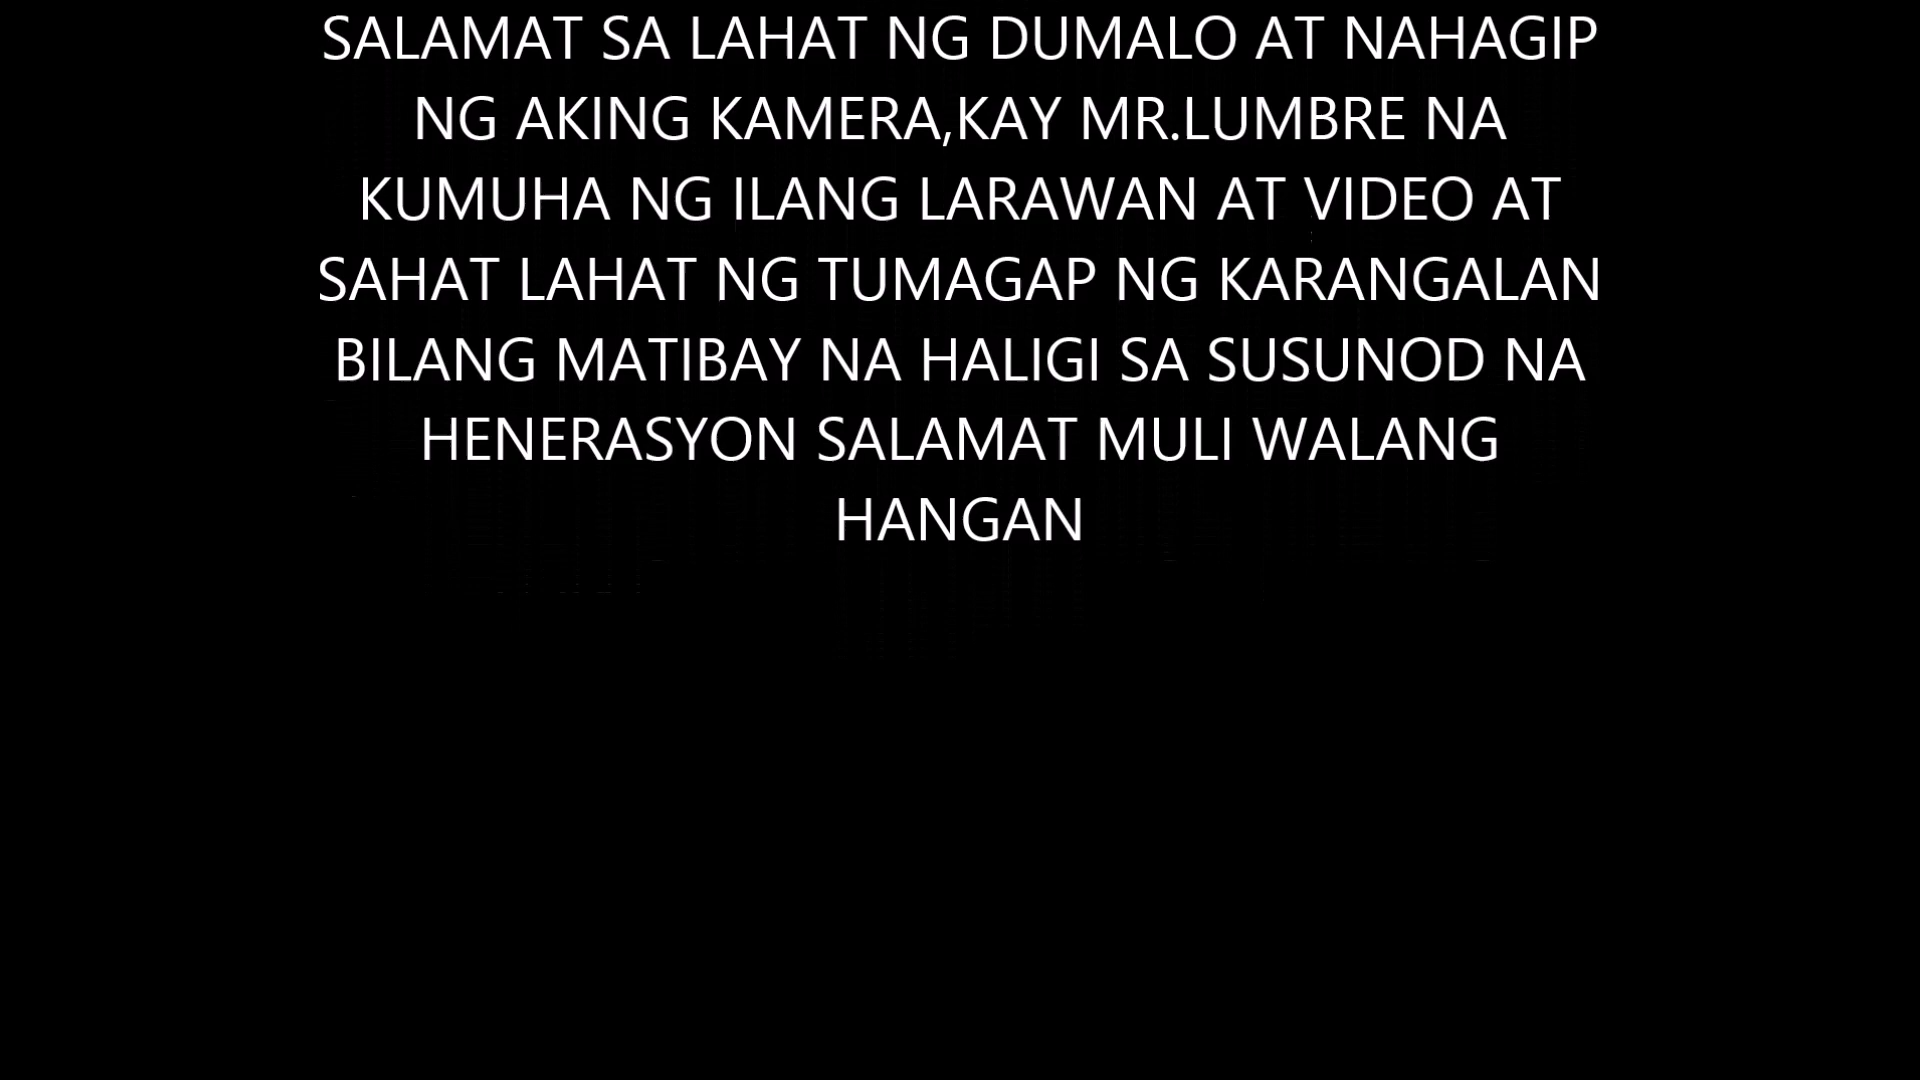 SALAMAT SA LAHAT NG DUMALO AT NAHAGIP
NG AKING KAMERA,KAY MR.LUMBRE NA
KUMUHA NG ILANG LARAWAN AT VIDEO AT
SAHAT LAHAT NG TUMAGAP NG KARANGALAN
BILANG MATIBAY NA HALIGI SA SUSUNOD NA
HENERASYON SALAMAT MULI WALANG
HANGAN